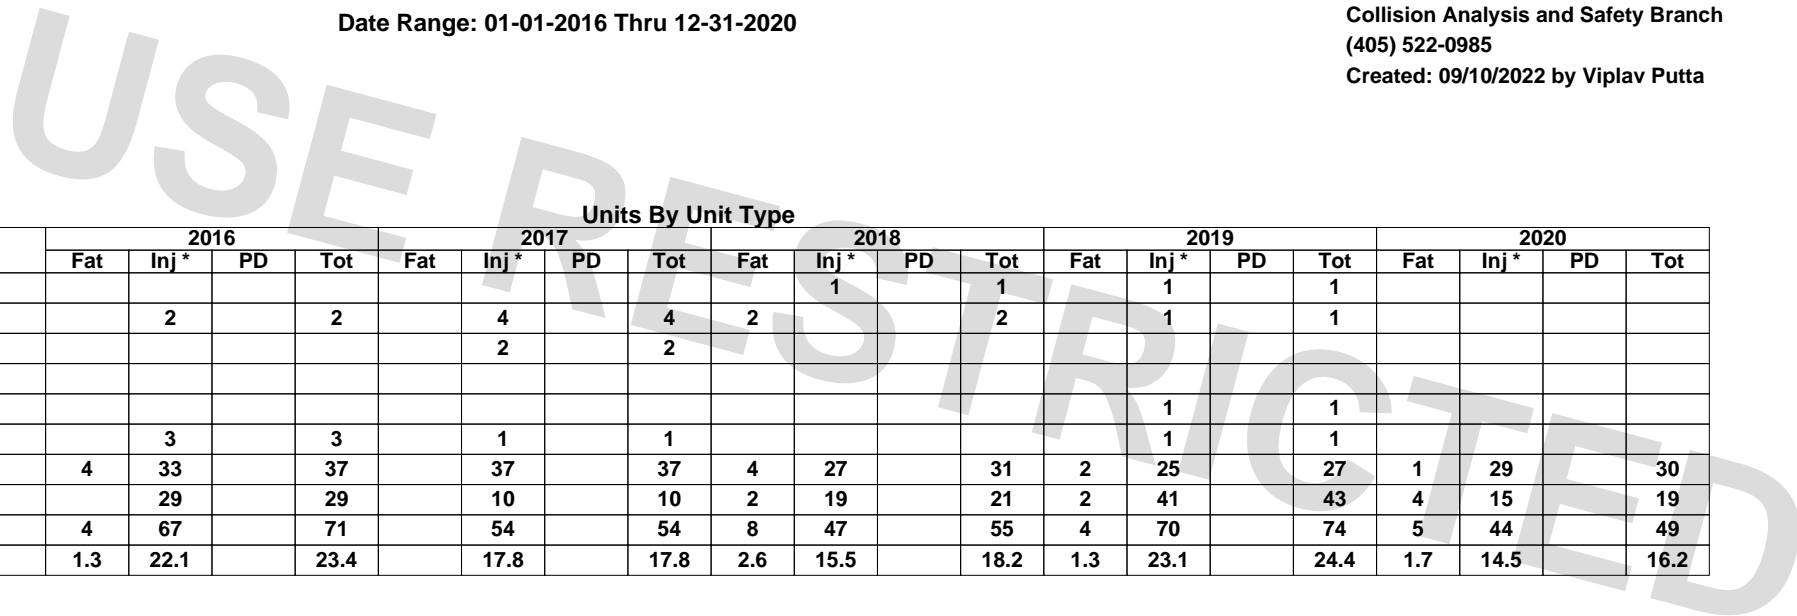 Date Range: 01-01-2016 Thru 12-31-2020
Collision Analysis and Safety Branch
(405) 522-0985
Created: 09/10/2022 by Viplav Putta
USE RESTRICTED
Units By Unit Type
2016 2017 2018 2019 2020
Fat Inj * PD Tot Fat Inj * PD Tot Fat Inj * PD Tot Fat Inj * PD Tot Fat Inj * PD Tot
1 1 1 1
2 2 4 4 2 2 1 1
2 2
1 1
3 3 1 1 1 1
4 33 37 37 37 4 27 31 2 25 27 1 29 30
29 29 10 10 2 19 21 2 41 43 4 15 19
4 67 71 54 54 8 47 55 4 70 74 5 44 49
1.3 22.1 23.4 17.8 17.8 2.6 15.5 18.2 1.3 23.1 24.4 1.7 14.5 16.2